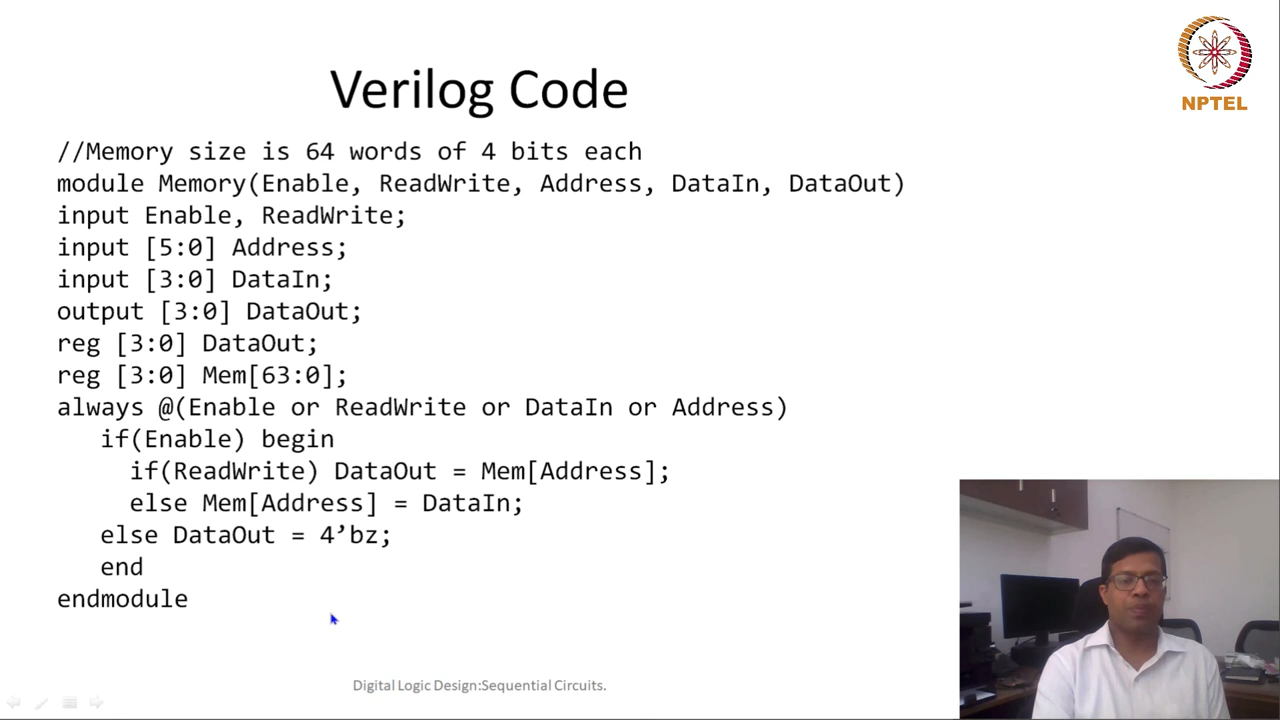 NPTEL
Verilog Code
//Memory size is 64 words of 4 bits each
module Memory(Enable, ReadWrite, Address, DataIn, DataOut)
input Enable, ReadWrite;
input [5:0] Address;
input [3:0] DataIn;
output [3:0] DataOut;
reg [3:0] DataOut;
reg [3:0] Mem[63:0];
always @(Enable or ReadWrite or DataIn or Address)
   if(Enable) begin
     if(ReadWrite) DataOut = Mem[Address];
     else Mem[Address] = DataIn;
   else DataOut = 4’bz;
   end
endmodule
Digital Logic Design:Sequential Circuits.